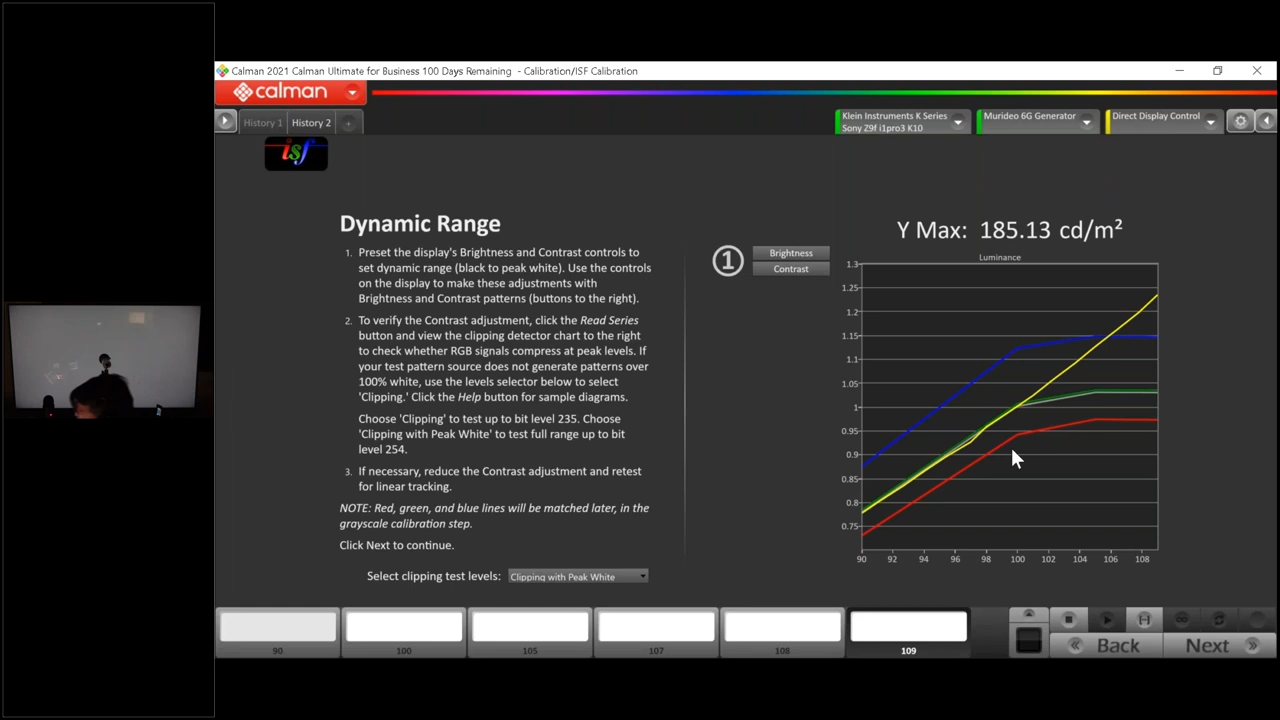 Calman 2021 Calman Ultimate for Business 100 Days Remaining - Calibration/ISF Calibration
calman
History 1
History 2
+
Klein Instruments K Series
Sony Z9f i1pro3 K10
Murideo 6G Generator
Direct Display Control
isf
Dynamic Range
1. Preset the display's Brightness and Contrast controls to
set dynamic range (black to peak white). Use the controls
on the display to make these adjustments with
Brightness and Contrast patterns (buttons to the right).
2. To verify the Contrast adjustment, click the Read Series
button and view the clipping detector chart to the right
to check whether RGB signals compress at peak levels. If
your test pattern source does not generate patterns over
100% white, use the levels selector below to select
'Clipping.' Click the Help button for sample diagrams.
Choose 'Clipping' to test up to bit level 235. Choose
'Clipping with Peak White' to test full range up to bit
level 254.
3. If necessary, reduce the Contrast adjustment and retest
for linear tracking.
NOTE: Red, green, and blue lines will be matched later, in the
grayscale calibration step.
Click Next to continue.
Select clipping test levels: Clipping with Peak White
1
Brightness
Contrast
Y Max: 185.13 cd/m²
Luminance
1.3
1.25
1.2
1.15
1.1
1.05
1
0.95
0.9
0.85
0.8
0.75
90 92 94 96 98 100 102 104 106 108
90 100 105 107 108 109
Back
Next